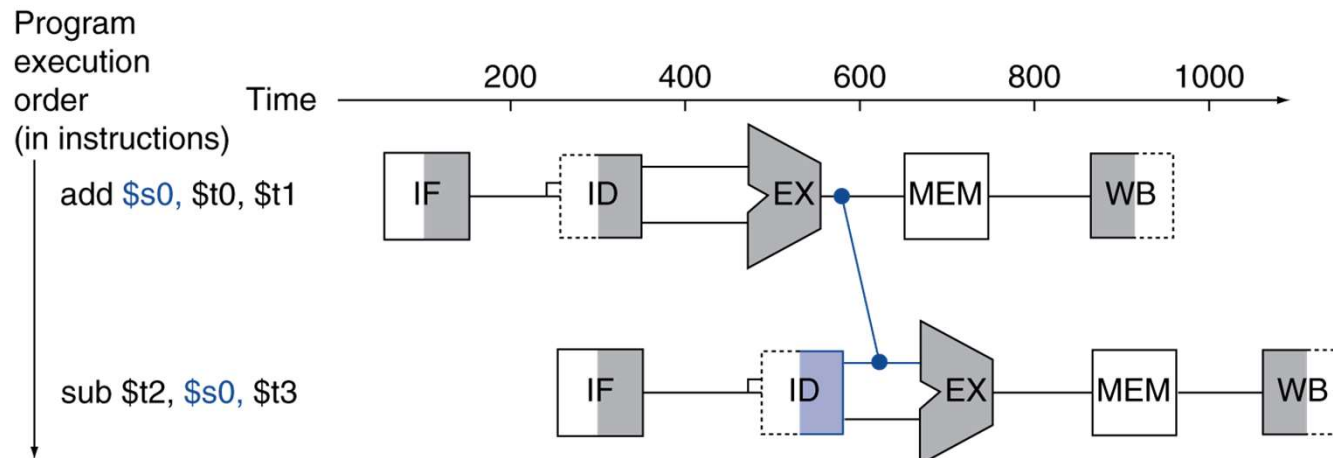 Program
execution
order
(in instructions)
Time
200 400 600 800 1000
add $s0, $t0, $t1
IF ID EX MEM WB
sub $t2, $s0, $t3
IF ID EX MEM WB